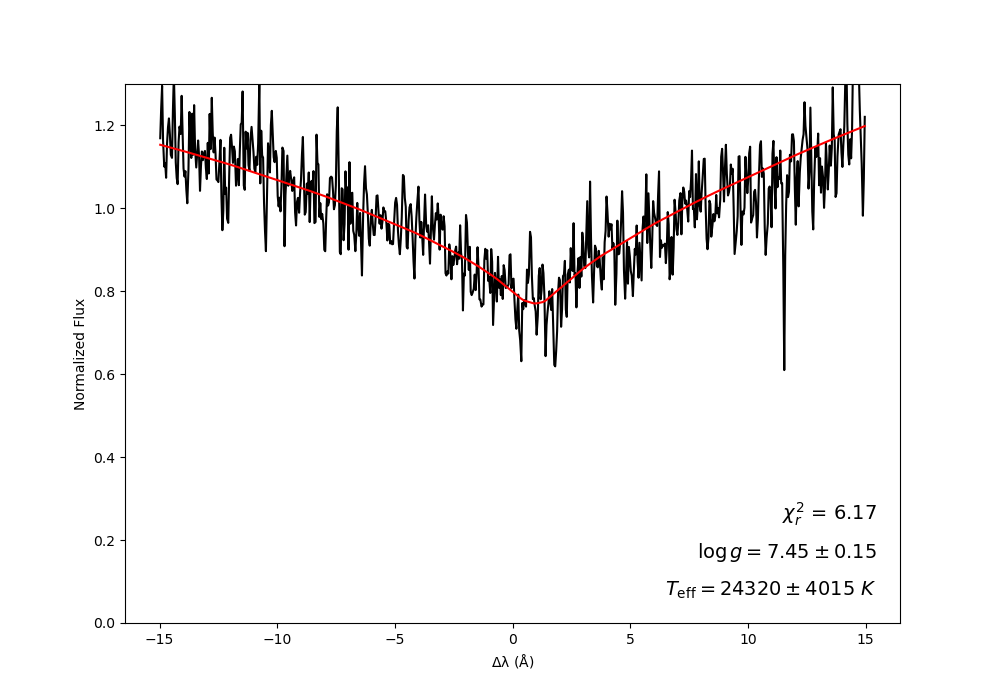 1.2
1.0
0.8
0.6
0.4
0.2
0.0
Normalized Flux
χ²ᵣ = 6.17
log g = 7.45 ± 0.15
T_eff = 24320 ± 4015 K
−15 −10 −5 0 5 10 15
Δλ (Å)